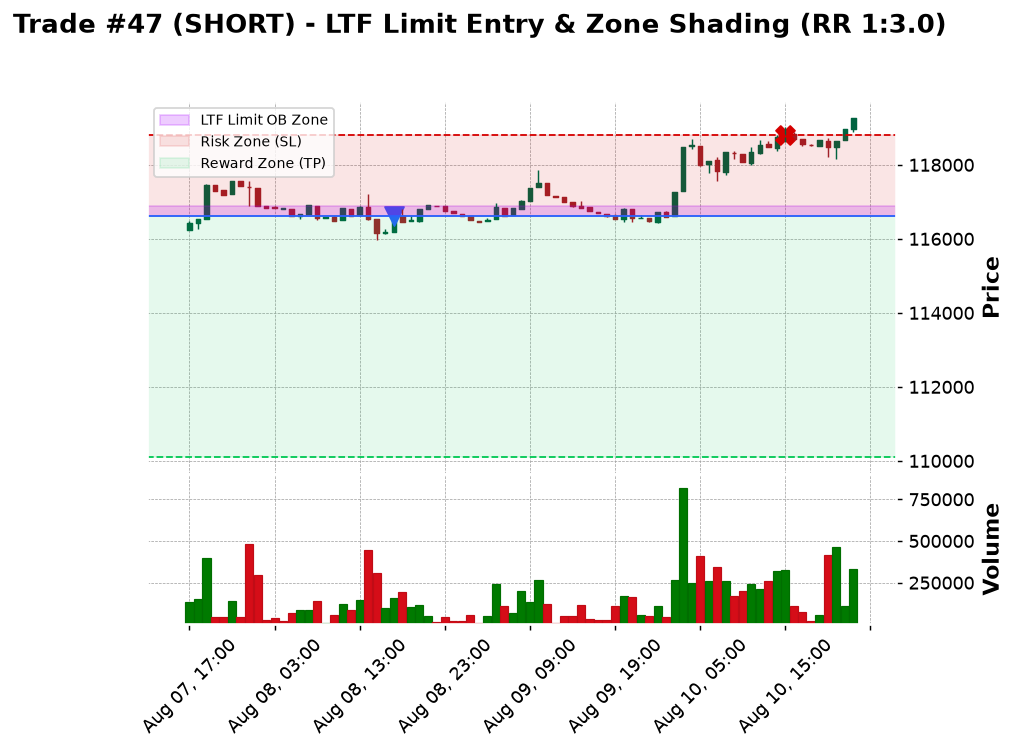 Trade #47 (SHORT) - LTF Limit Entry & Zone Shading (RR 1:3.0)
LTF Limit OB Zone
Risk Zone (SL)
Reward Zone (TP)
118000
116000
114000
112000
110000
Price
750000
500000
250000
Volume
Aug 07, 17:00
Aug 08, 03:00
Aug 08, 13:00
Aug 08, 23:00
Aug 09, 09:00
Aug 09, 19:00
Aug 10, 05:00
Aug 10, 15:00